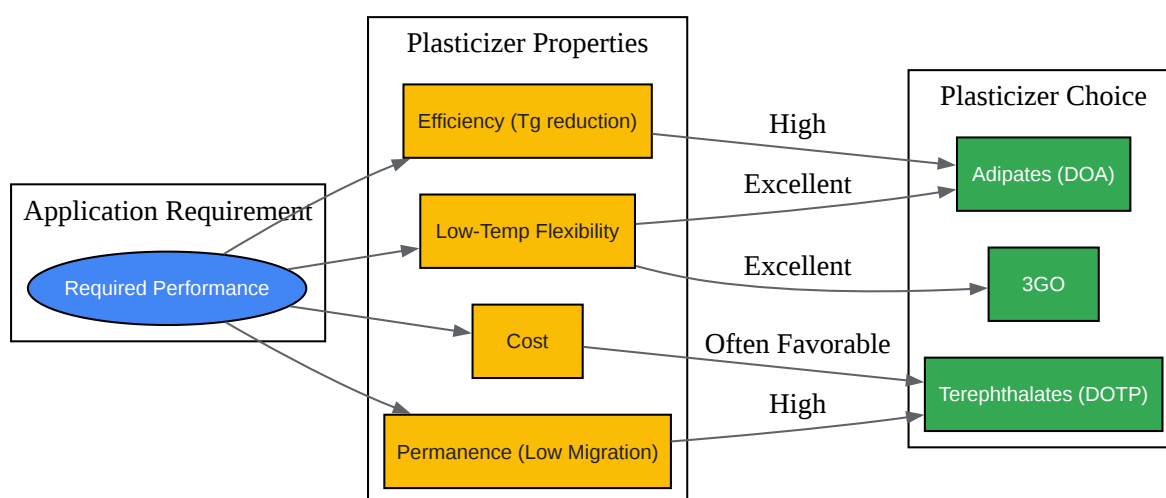 Plasticizer Properties
Efficiency (Tg reduction)
High
Plasticizer Choice
Adipates (DOA)
Excellent
Application Requirement
Low-Temp Flexibility
Required Performance
Excellent
3GO
Cost
Often Favorable
Terephthalates (DOTP)
High
Permanence (Low Migration)